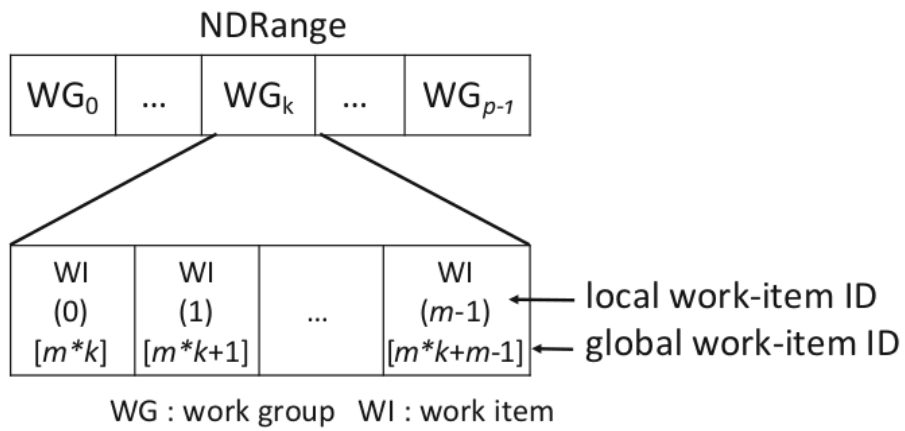 NDRange
WG0 ... WGk ... WGp-1
WI WI WI
(0) (1) ... (m-1) local work-item ID
[m*k] [m*k+1] [m*k+m-1] global work-item ID
WG : work group WI : work item